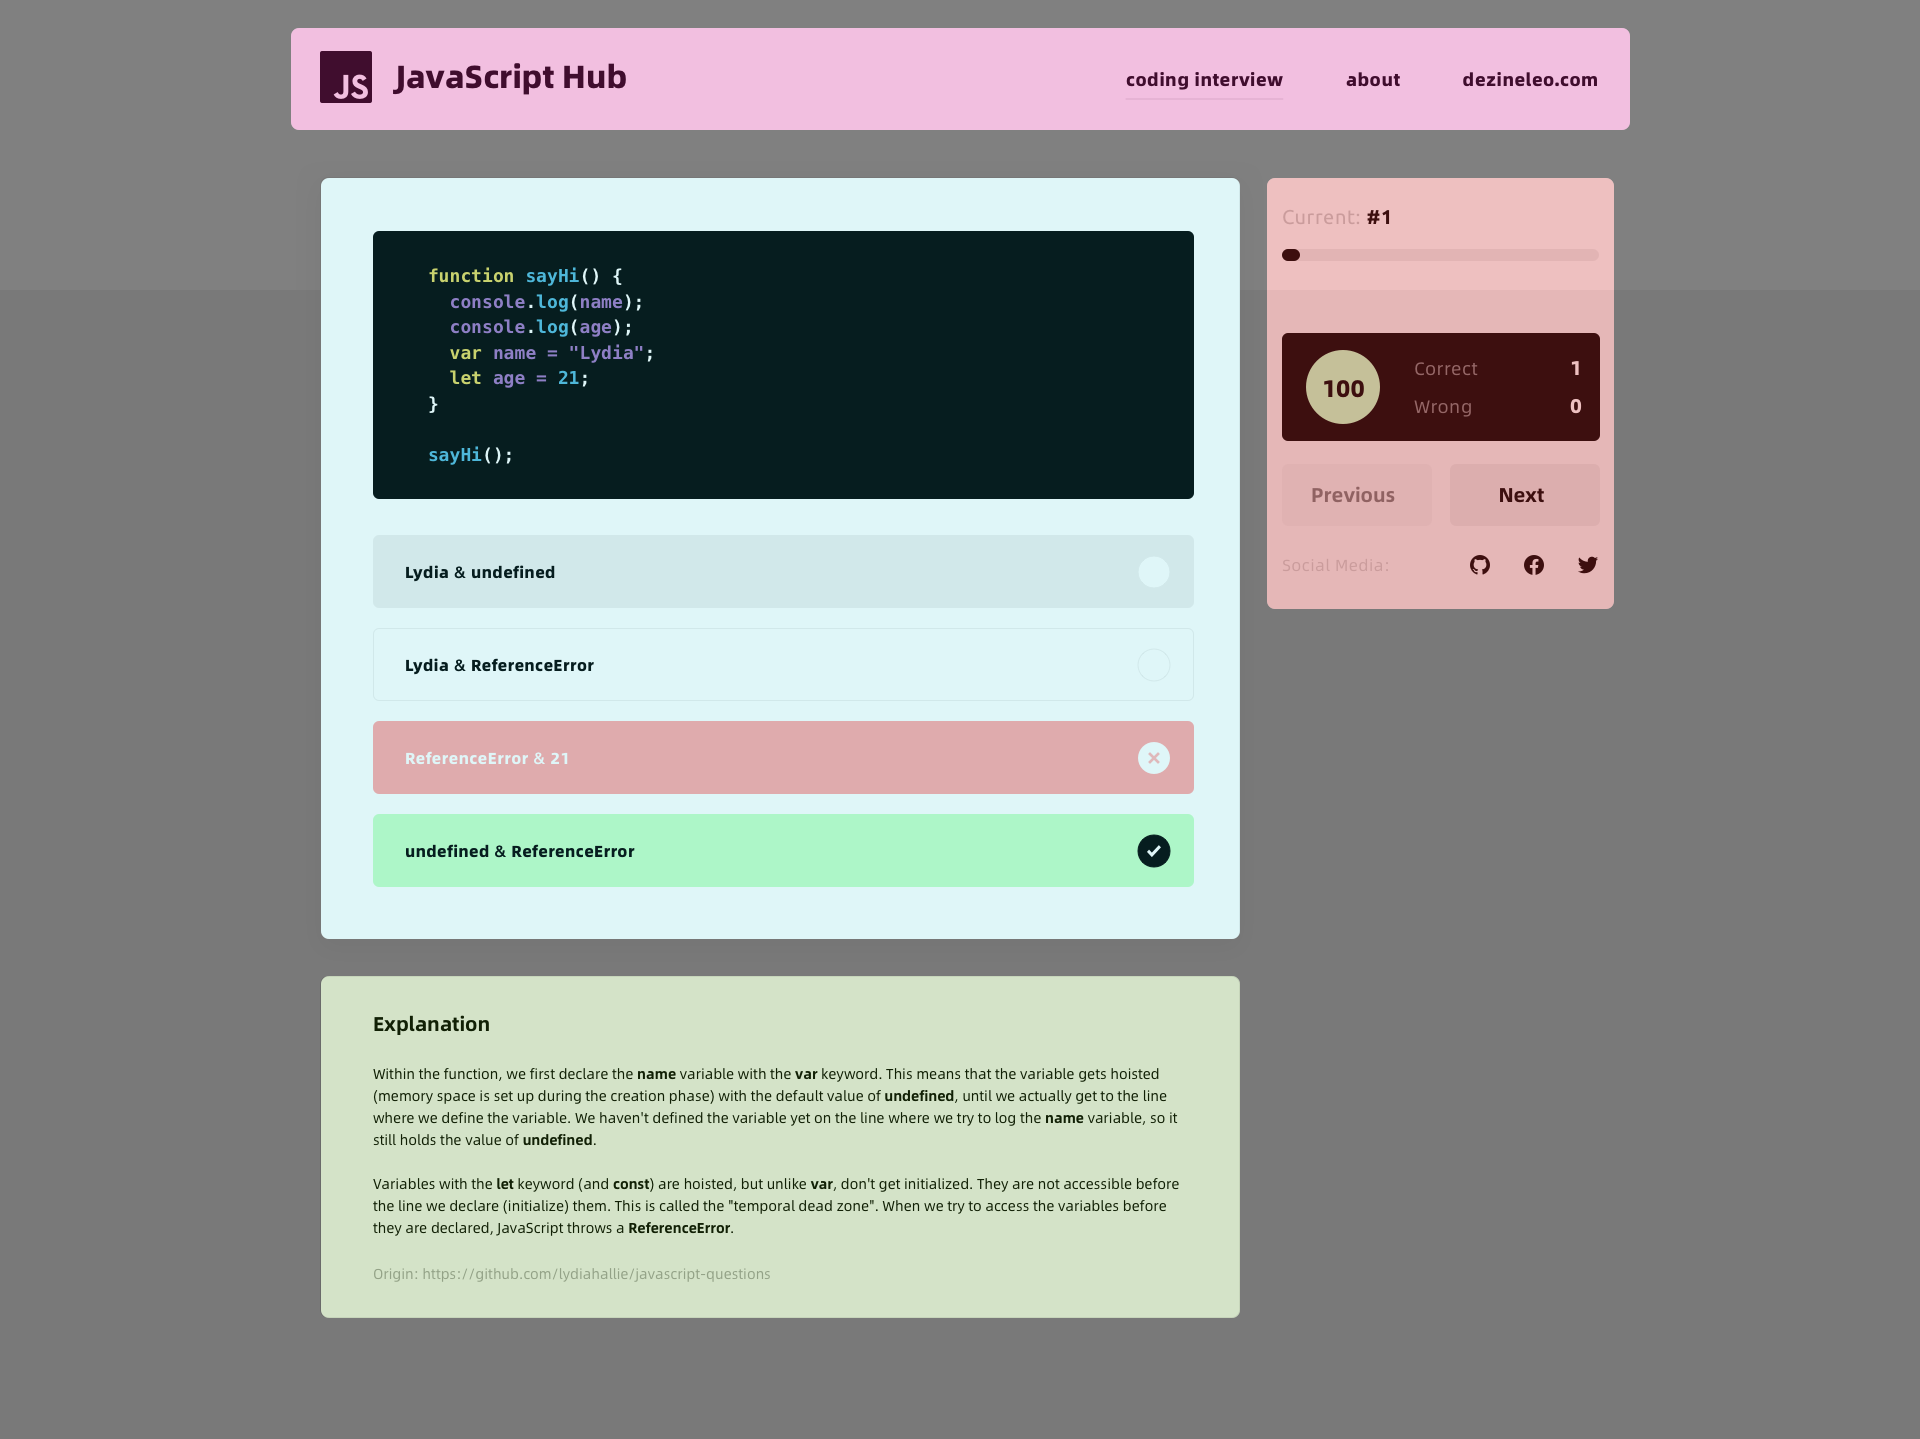 JS
JavaScript Hub
coding interview
about
dezineleo.com
function sayHi() {
  console.log(name);
  console.log(age);
  var name = "Lydia";
  let age = 21;
}
sayHi();
Lydia & undefined
Lydia & ReferenceError
ReferenceError & 21
undefined & ReferenceError
Current: #1
100
Correct 1
Wrong 0
Previous
Next
Social Media:
Explanation
Within the function, we first declare the name variable with the var keyword. This means that the variable gets hoisted
(memory space is set up during the creation phase) with the default value of undefined, until we actually get to the line
where we define the variable. We haven't defined the variable yet on the line where we try to log the name variable, so it
still holds the value of undefined.
Variables with the let keyword (and const) are hoisted, but unlike var, don't get initialized. They are not accessible before
the line we declare (initialize) them. This is called the "temporal dead zone". When we try to access the variables before
they are declared, JavaScript throws a ReferenceError.
Origin: https://github.com/lydiahallie/javascript-questions